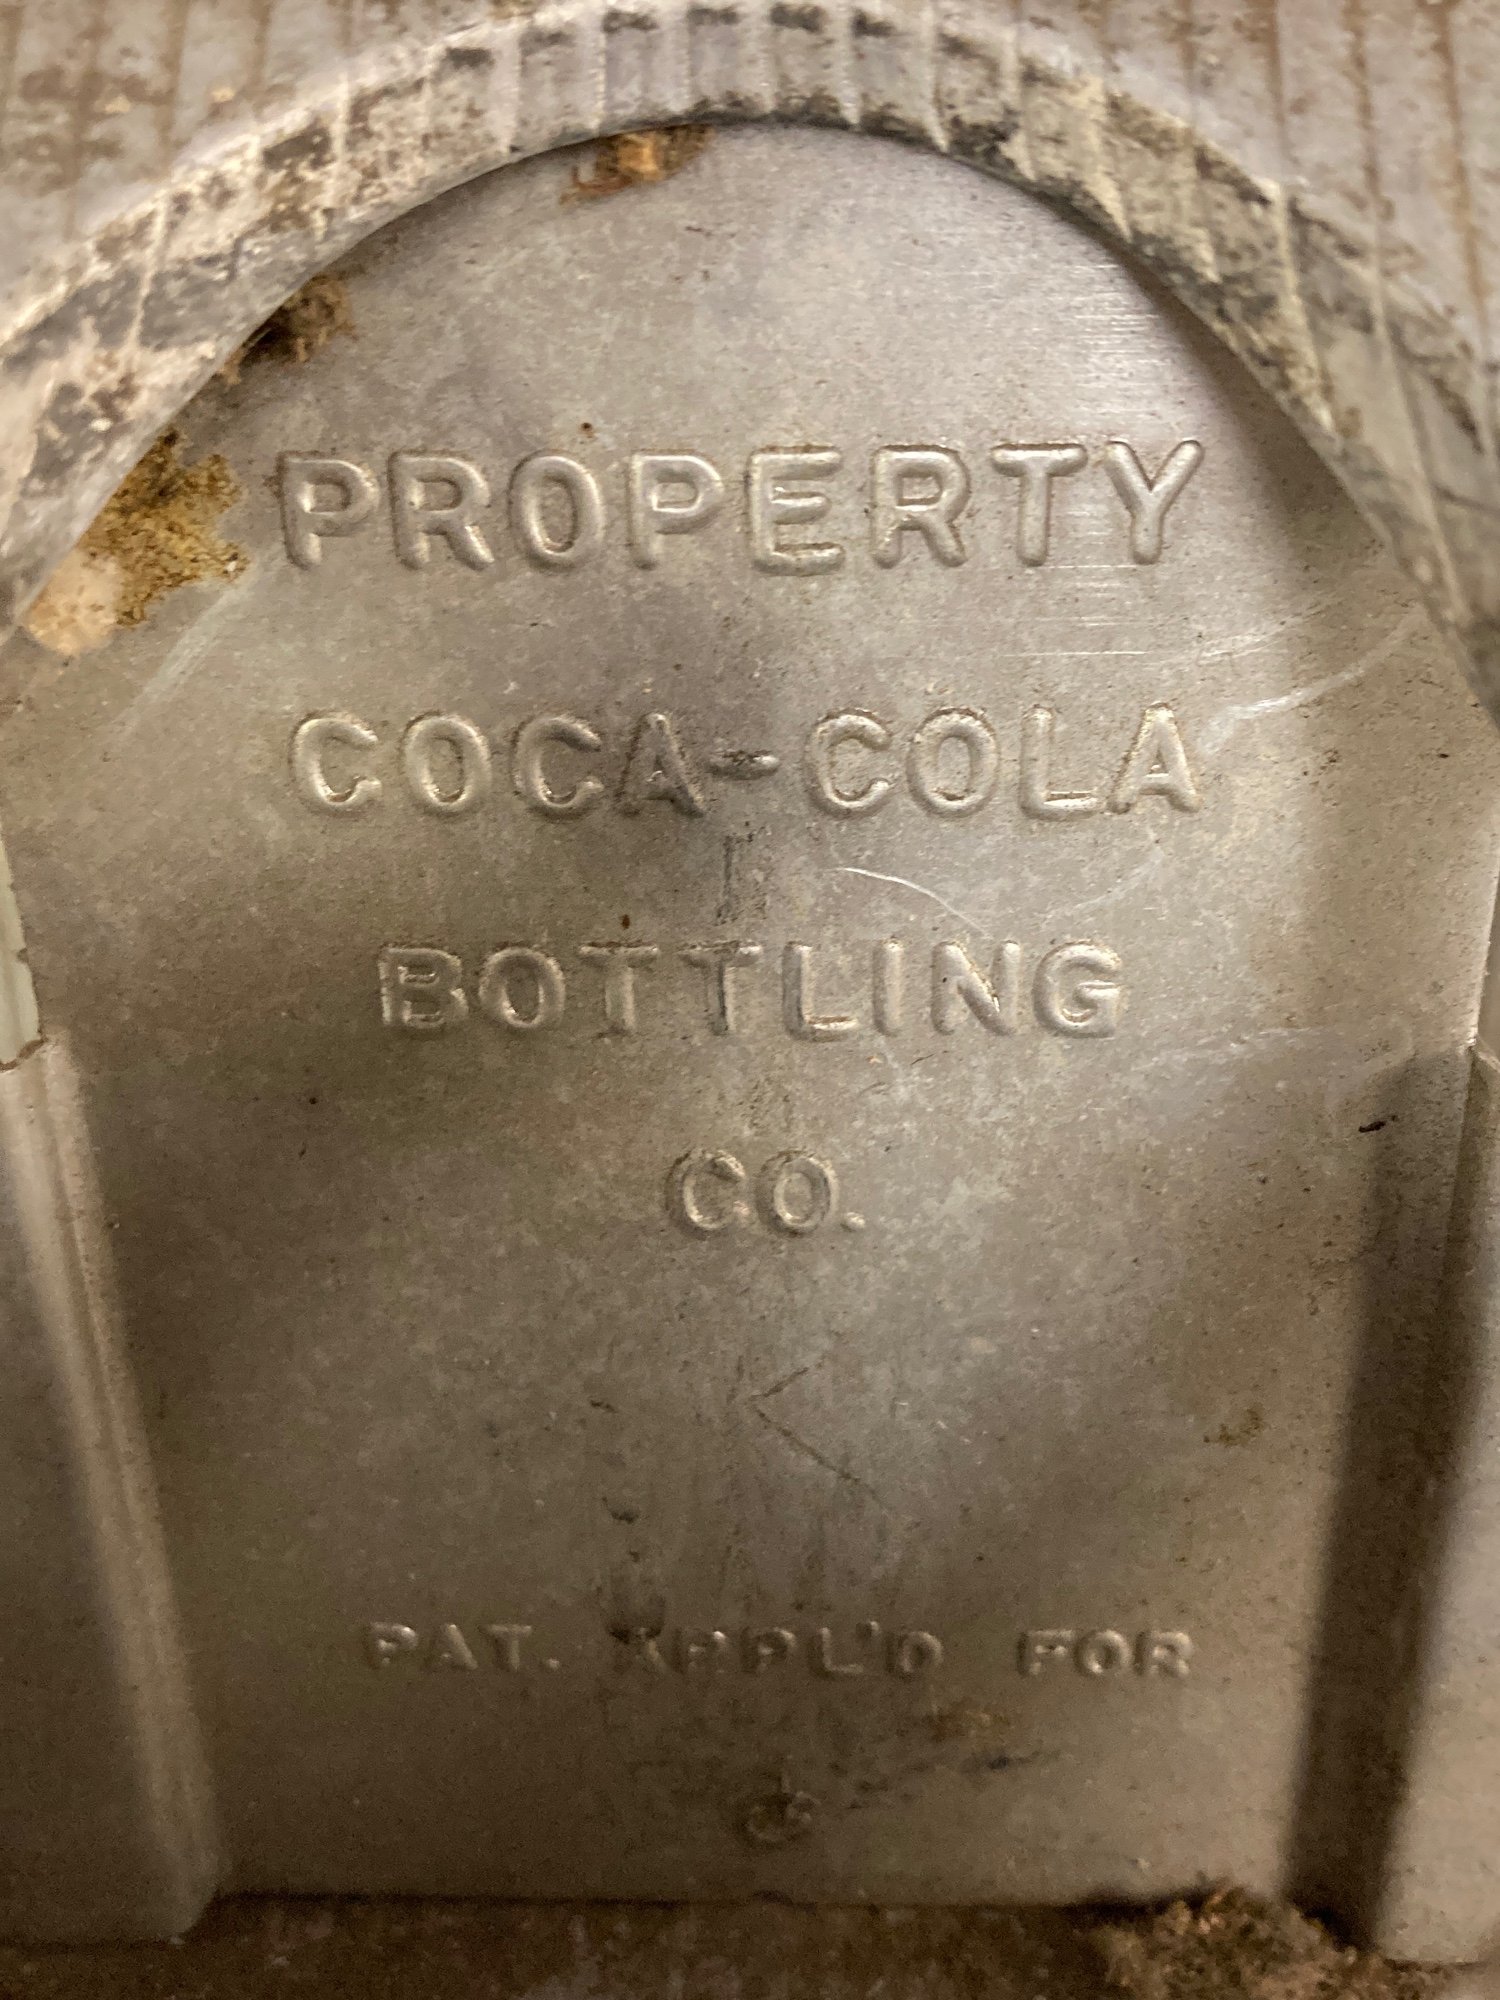 PROPERTY
COCA-COLA
BOTTLING
CO.
PAT. APPL'D FOR